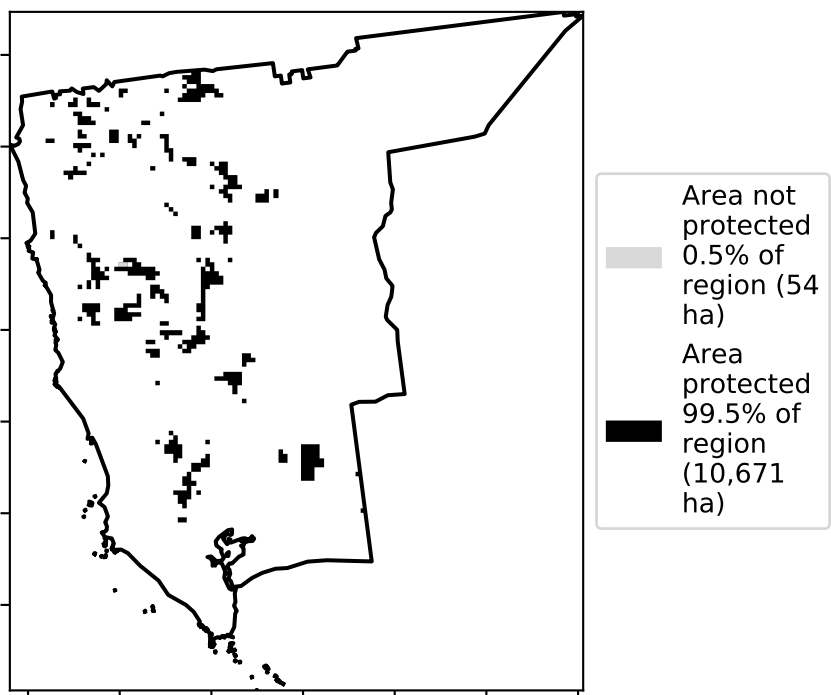 Area not
protected
0.5% of
region (54
ha)
Area
protected
99.5% of
region
(10,671
ha)